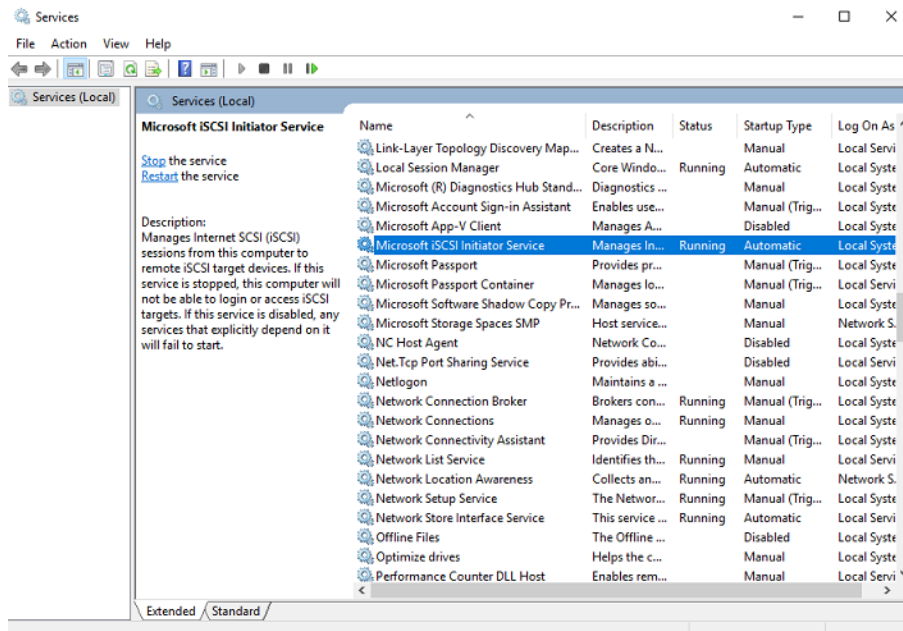 Services
File Action View Help
Services (Local)
Services (Local)
Microsoft iSCSI Initiator Service
Stop the service
Restart the service
Description:
Manages Internet SCSI (iSCSI)
sessions from this computer to
remote iSCSI target devices. If this
service is stopped, this computer will
not be able to login or access iSCSI
targets. If this service is disabled, any
services that explicitly depend on it
will fail to start.
Name Description Status Startup Type Log On As
Link-Layer Topology Discovery Map... Creates a N... Manual Local Servi
Local Session Manager Core Windo... Running Automatic Local Syste
Microsoft (R) Diagnostics Hub Stand... Diagnostics ... Manual Local Syste
Microsoft Account Sign-in Assistant Enables use... Manual (Trig... Local Syste
Microsoft App-V Client Manages A... Disabled Local Syste
Microsoft iSCSI Initiator Service Manages In... Running Automatic Local Syste
Microsoft Passport Provides pr... Manual (Trig... Local Syste
Microsoft Passport Container Manages lo... Manual (Trig... Local Servi
Microsoft Software Shadow Copy Pr... Manages so... Manual Local Syste
Microsoft Storage Spaces SMP Host service... Manual Network S.
NC Host Agent Network Co... Disabled Local Syste
Net.Tcp Port Sharing Service Provides abi... Disabled Local Servi
Netlogon Maintains a ... Manual Local Syste
Network Connection Broker Brokers con... Running Manual (Trig... Local Syste
Network Connections Manages o... Running Manual Local Syste
Network Connectivity Assistant Provides Dir... Manual (Trig... Local Syste
Network List Service Identifies th... Running Manual Local Servi
Network Location Awareness Collects an... Running Automatic Network S.
Network Setup Service The Networ... Running Manual (Trig... Local Syste
Network Store Interface Service This service ... Running Automatic Local Servi
Offline Files The Offline ... Disabled Local Syste
Optimize drives Helps the c... Manual Local Syste
Performance Counter DLL Host Enables rem... Manual Local Servi
Extended Standard